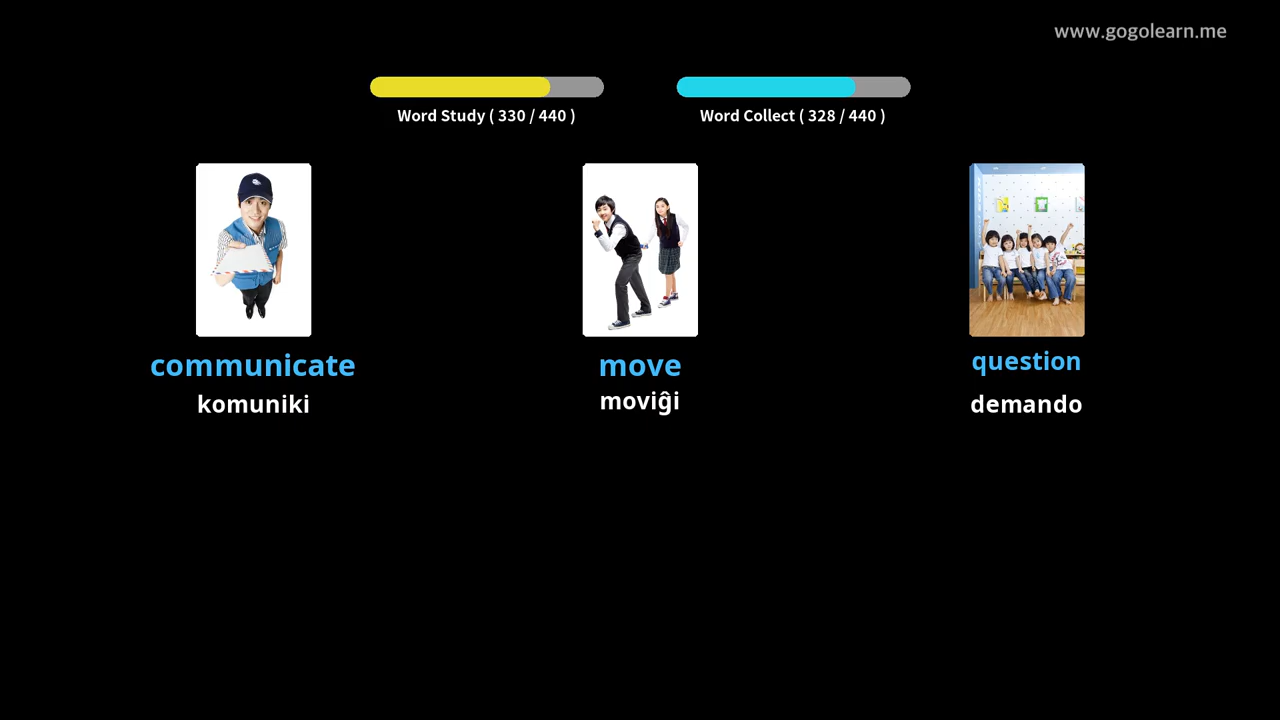 www.gogolearn.me
Word Study ( 330 / 440 )
Word Collect ( 328 / 440 )
communicate
komuniki
move
moviĝi
question
demando